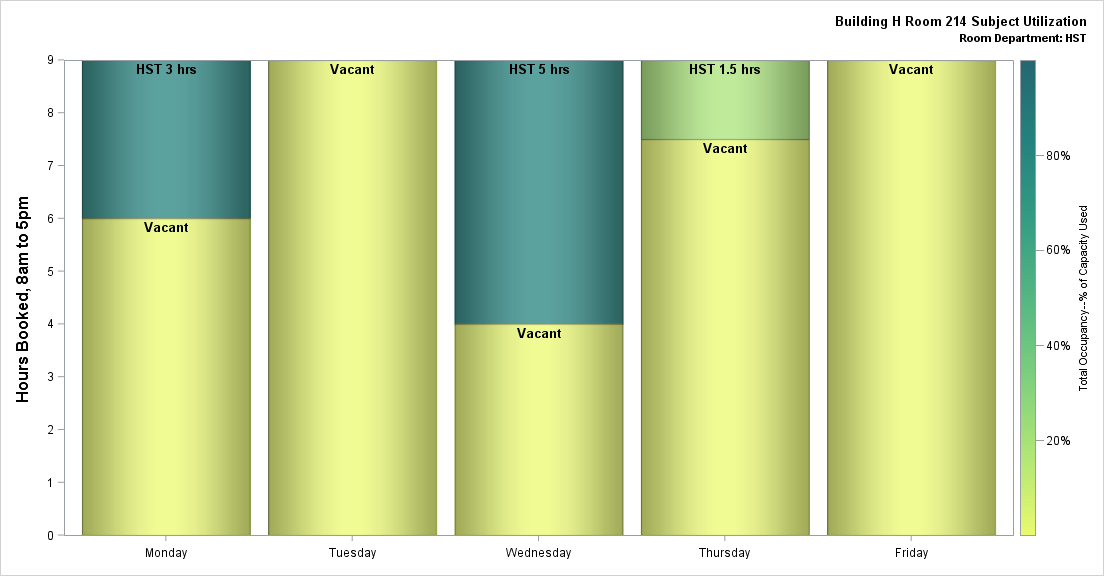 Building H Room 214 Subject Utilization
Room Department: HST
Hours Booked, 8am to 5pm
9
8
7
6
5
4
3
2
1
0
HST 3 hrs
Vacant
Vacant
HST 5 hrs
Vacant
HST 1.5 hrs
Vacant
Vacant
Monday
Tuesday
Wednesday
Thursday
Friday
80%
60%
40%
20%
Total Occupancy--% of Capacity Used